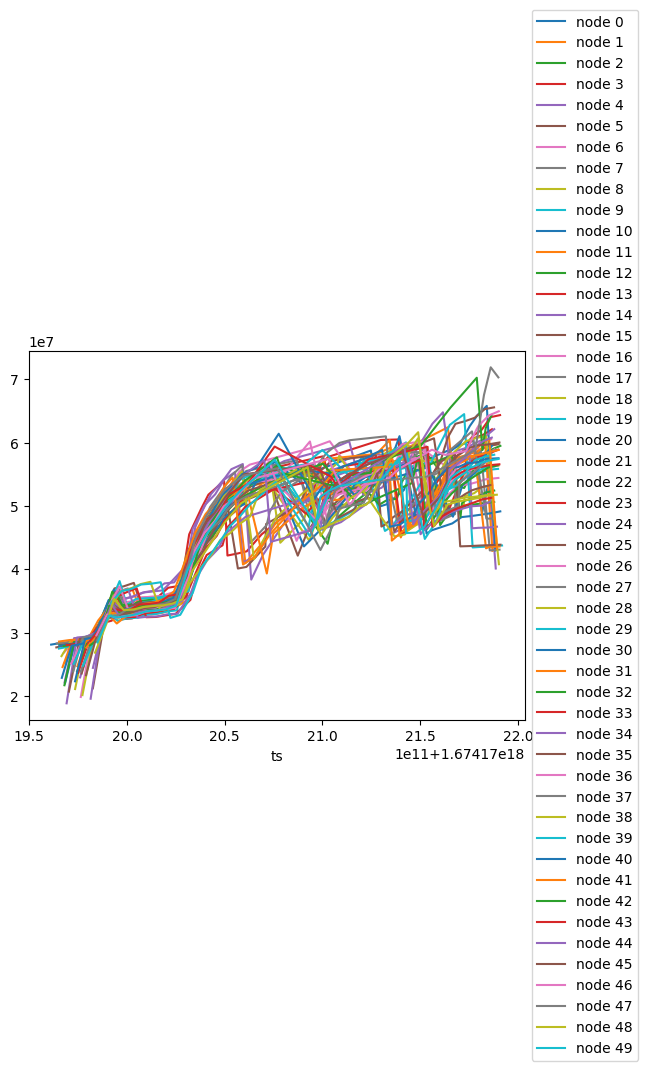 1e7
7
6
5
4
3
2
19.5 20.0 20.5 21.0 21.5 22.0
ts
1e11+1.67417e18
node 0
node 1
node 2
node 3
node 4
node 5
node 6
node 7
node 8
node 9
node 10
node 11
node 12
node 13
node 14
node 15
node 16
node 17
node 18
node 19
node 20
node 21
node 22
node 23
node 24
node 25
node 26
node 27
node 28
node 29
node 30
node 31
node 32
node 33
node 34
node 35
node 36
node 37
node 38
node 39
node 40
node 41
node 42
node 43
node 44
node 45
node 46
node 47
node 48
node 49